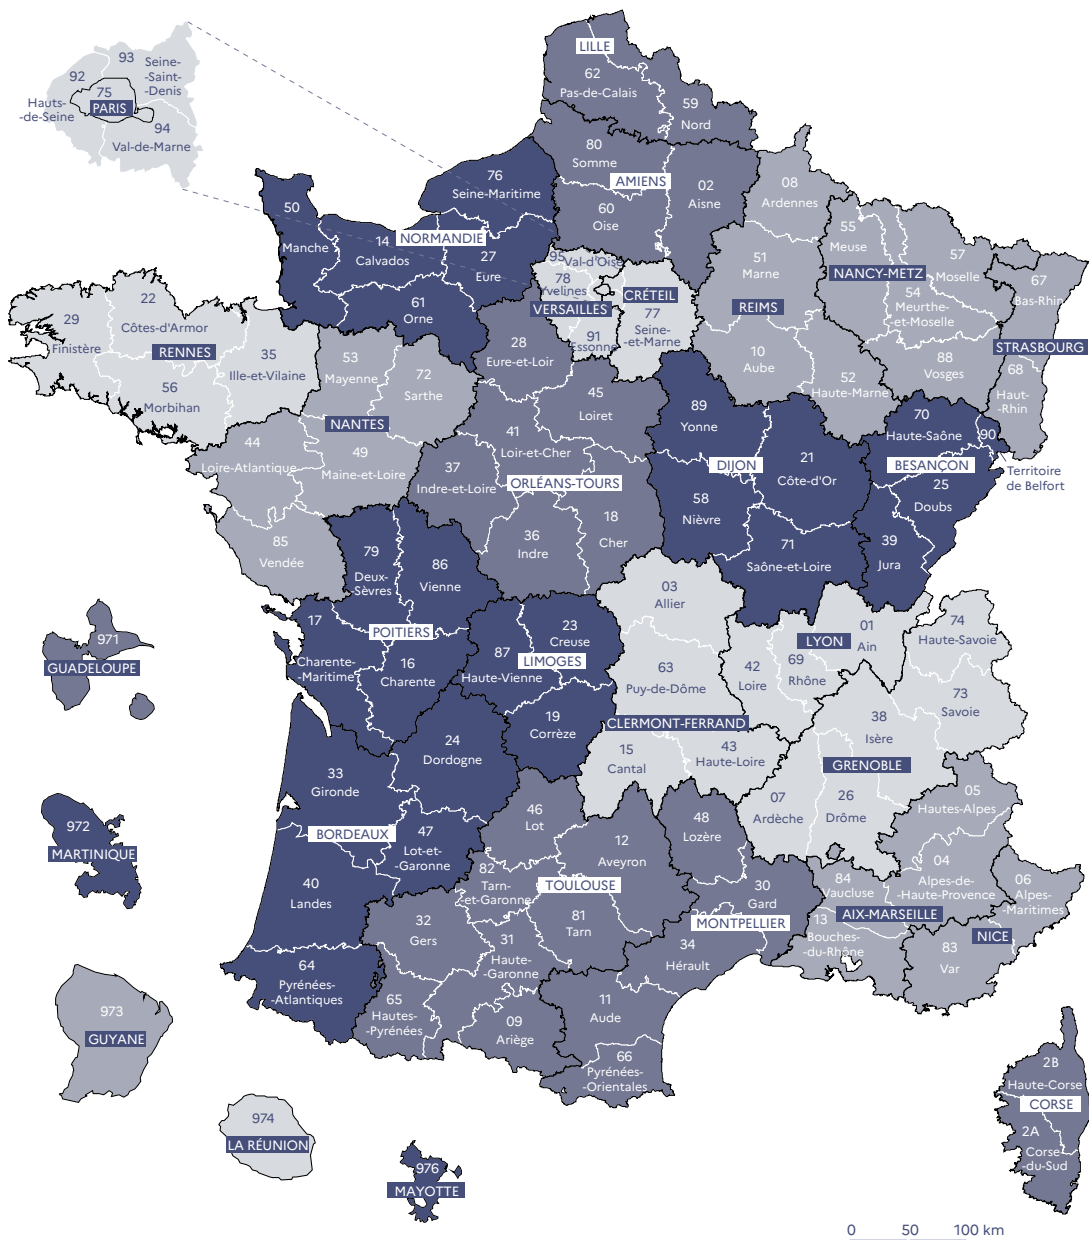 93
Seine-
-Saint-
-Denis
92
75
PARIS
Hauts-
-de-Seine
94
Val-de-Marne
LILLE
62
Pas-de-Calais
59
Nord
80
Somme
AMIENS
02
Aisne
60
Oise
76
Seine-Maritime
50
Manche
14
Calvados
NORMANDIE
27
Eure
61
Orne
08
Ardennes
51
Marne
REIMS
10
Aube
52
Haute-Marne
55
Meuse
57
Moselle
NANCY-METZ
54
Meurthe-
-et-Moselle
88
Vosges
67
Bas-Rhin
STRASBOURG
68
Haut-
-Rhin
95
Val-d'Oise
78
Yvelines
VERSAILLES
91
Essonne
CRÉTEIL
77
Seine-
-et-Marne
22
Côtes-d'Armor
29
Finistère
RENNES
35
Ille-et-Vilaine
56
Morbihan
53
Mayenne
72
Sarthe
NANTES
44
Loire-Atlantique
49
Maine-et-Loire
85
Vendée
28
Eure-et-Loir
45
Loiret
41
Loir-et-Cher
37
Indre-et-Loire
ORLÉANS-TOURS
36
Indre
18
Cher
89
Yonne
DIJON
21
Côte-d'Or
58
Nièvre
71
Saône-et-Loire
70
Haute-Saône
90
BESANÇON
Territoire
de Belfort
25
Doubs
39
Jura
79
Deux-
-Sèvres
86
Vienne
17
Charente-
-Maritime
POITIERS
16
Charente
23
Creuse
87
Haute-Vienne
LIMOGES
19
Corrèze
03
Allier
63
Puy-de-Dôme
CLERMONT-FERRAND
15
Cantal
43
Haute-Loire
LYON
01
Ain
42
Loire
69
Rhône
74
Haute-Savoie
73
Savoie
38
Isère
GRENOBLE
07
Ardèche
26
Drôme
24
Dordogne
33
Gironde
BORDEAUX
47
Lot-et-
-Garonne
40
Landes
64
Pyrénées-
-Atlantiques
46
Lot
12
Aveyron
82
Tarn-
-et-Garonne
TOULOUSE
81
Tarn
32
Gers
31
Haute-
-Garonne
65
Hautes-
-Pyrénées
09
Ariège
48
Lozère
30
Gard
MONTPELLIER
34
Hérault
11
Aude
66
Pyrénées-
-Orientales
05
Hautes-Alpes
04
Alpes-de-
-Haute-Provence
84
Vaucluse
AIX-MARSEILLE
13
Bouches-
-du-Rhône
06
Alpes-
-Maritimes
NICE
83
Var
2B
Haute-Corse
CORSE
2A
Corse-
-du-Sud
971
GUADELOUPE
972
MARTINIQUE
973
GUYANE
974
LA RÉUNION
976
MAYOTTE
0 50 100 km